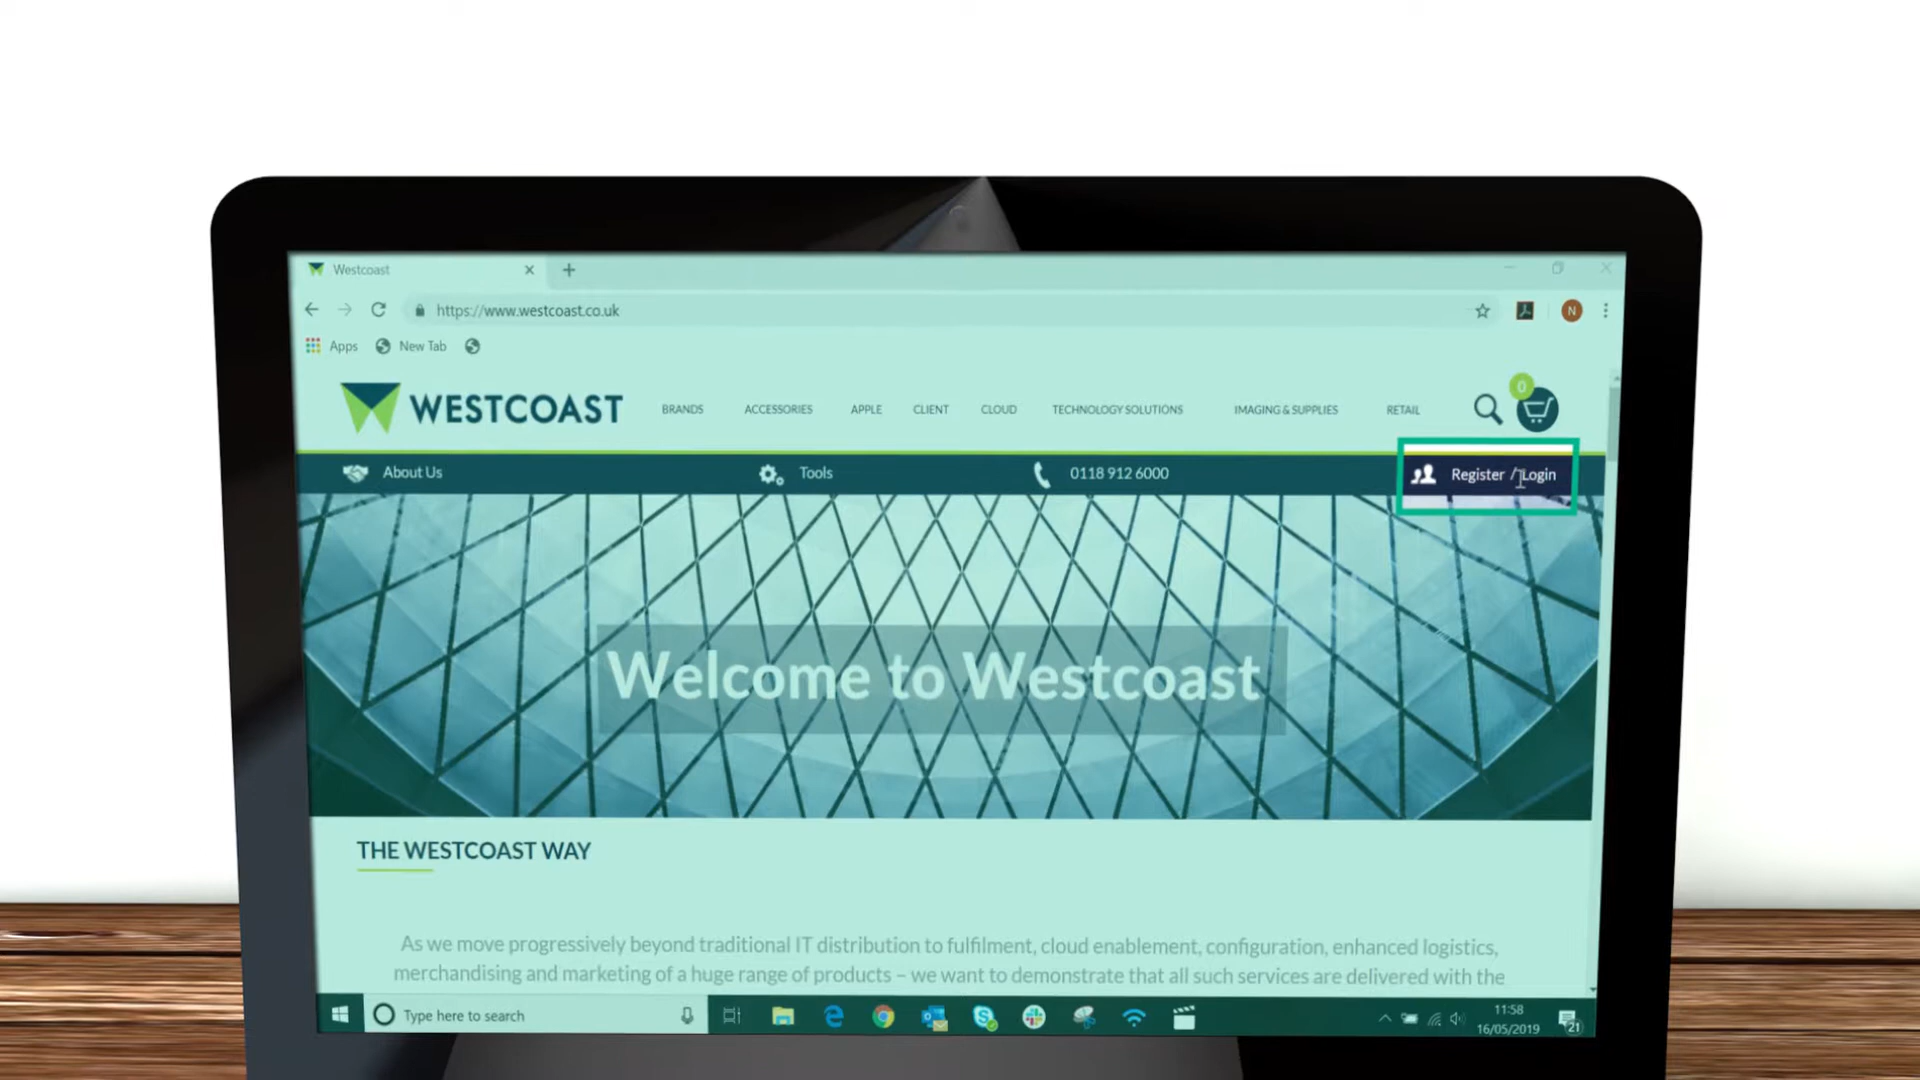 Westcoast
https://www.westcoast.co.uk
N
Apps New Tab
WESTCOAST
BRANDS ACCESSORIES APPLE CLIENT CLOUD TECHNOLOGY SOLUTIONS IMAGING & SUPPLIES RETAIL
0
About Us Tools 0118 912 6000 Register / Login
Welcome to Westcoast
THE WESTCOAST WAY
As we move progressively beyond traditional IT distribution to fulfilment, cloud enablement, configuration, enhanced logistics,
merchandising and marketing of a huge range of products – we want to demonstrate that all such services are delivered with the
Type here to search
11:58
16/05/2019
21